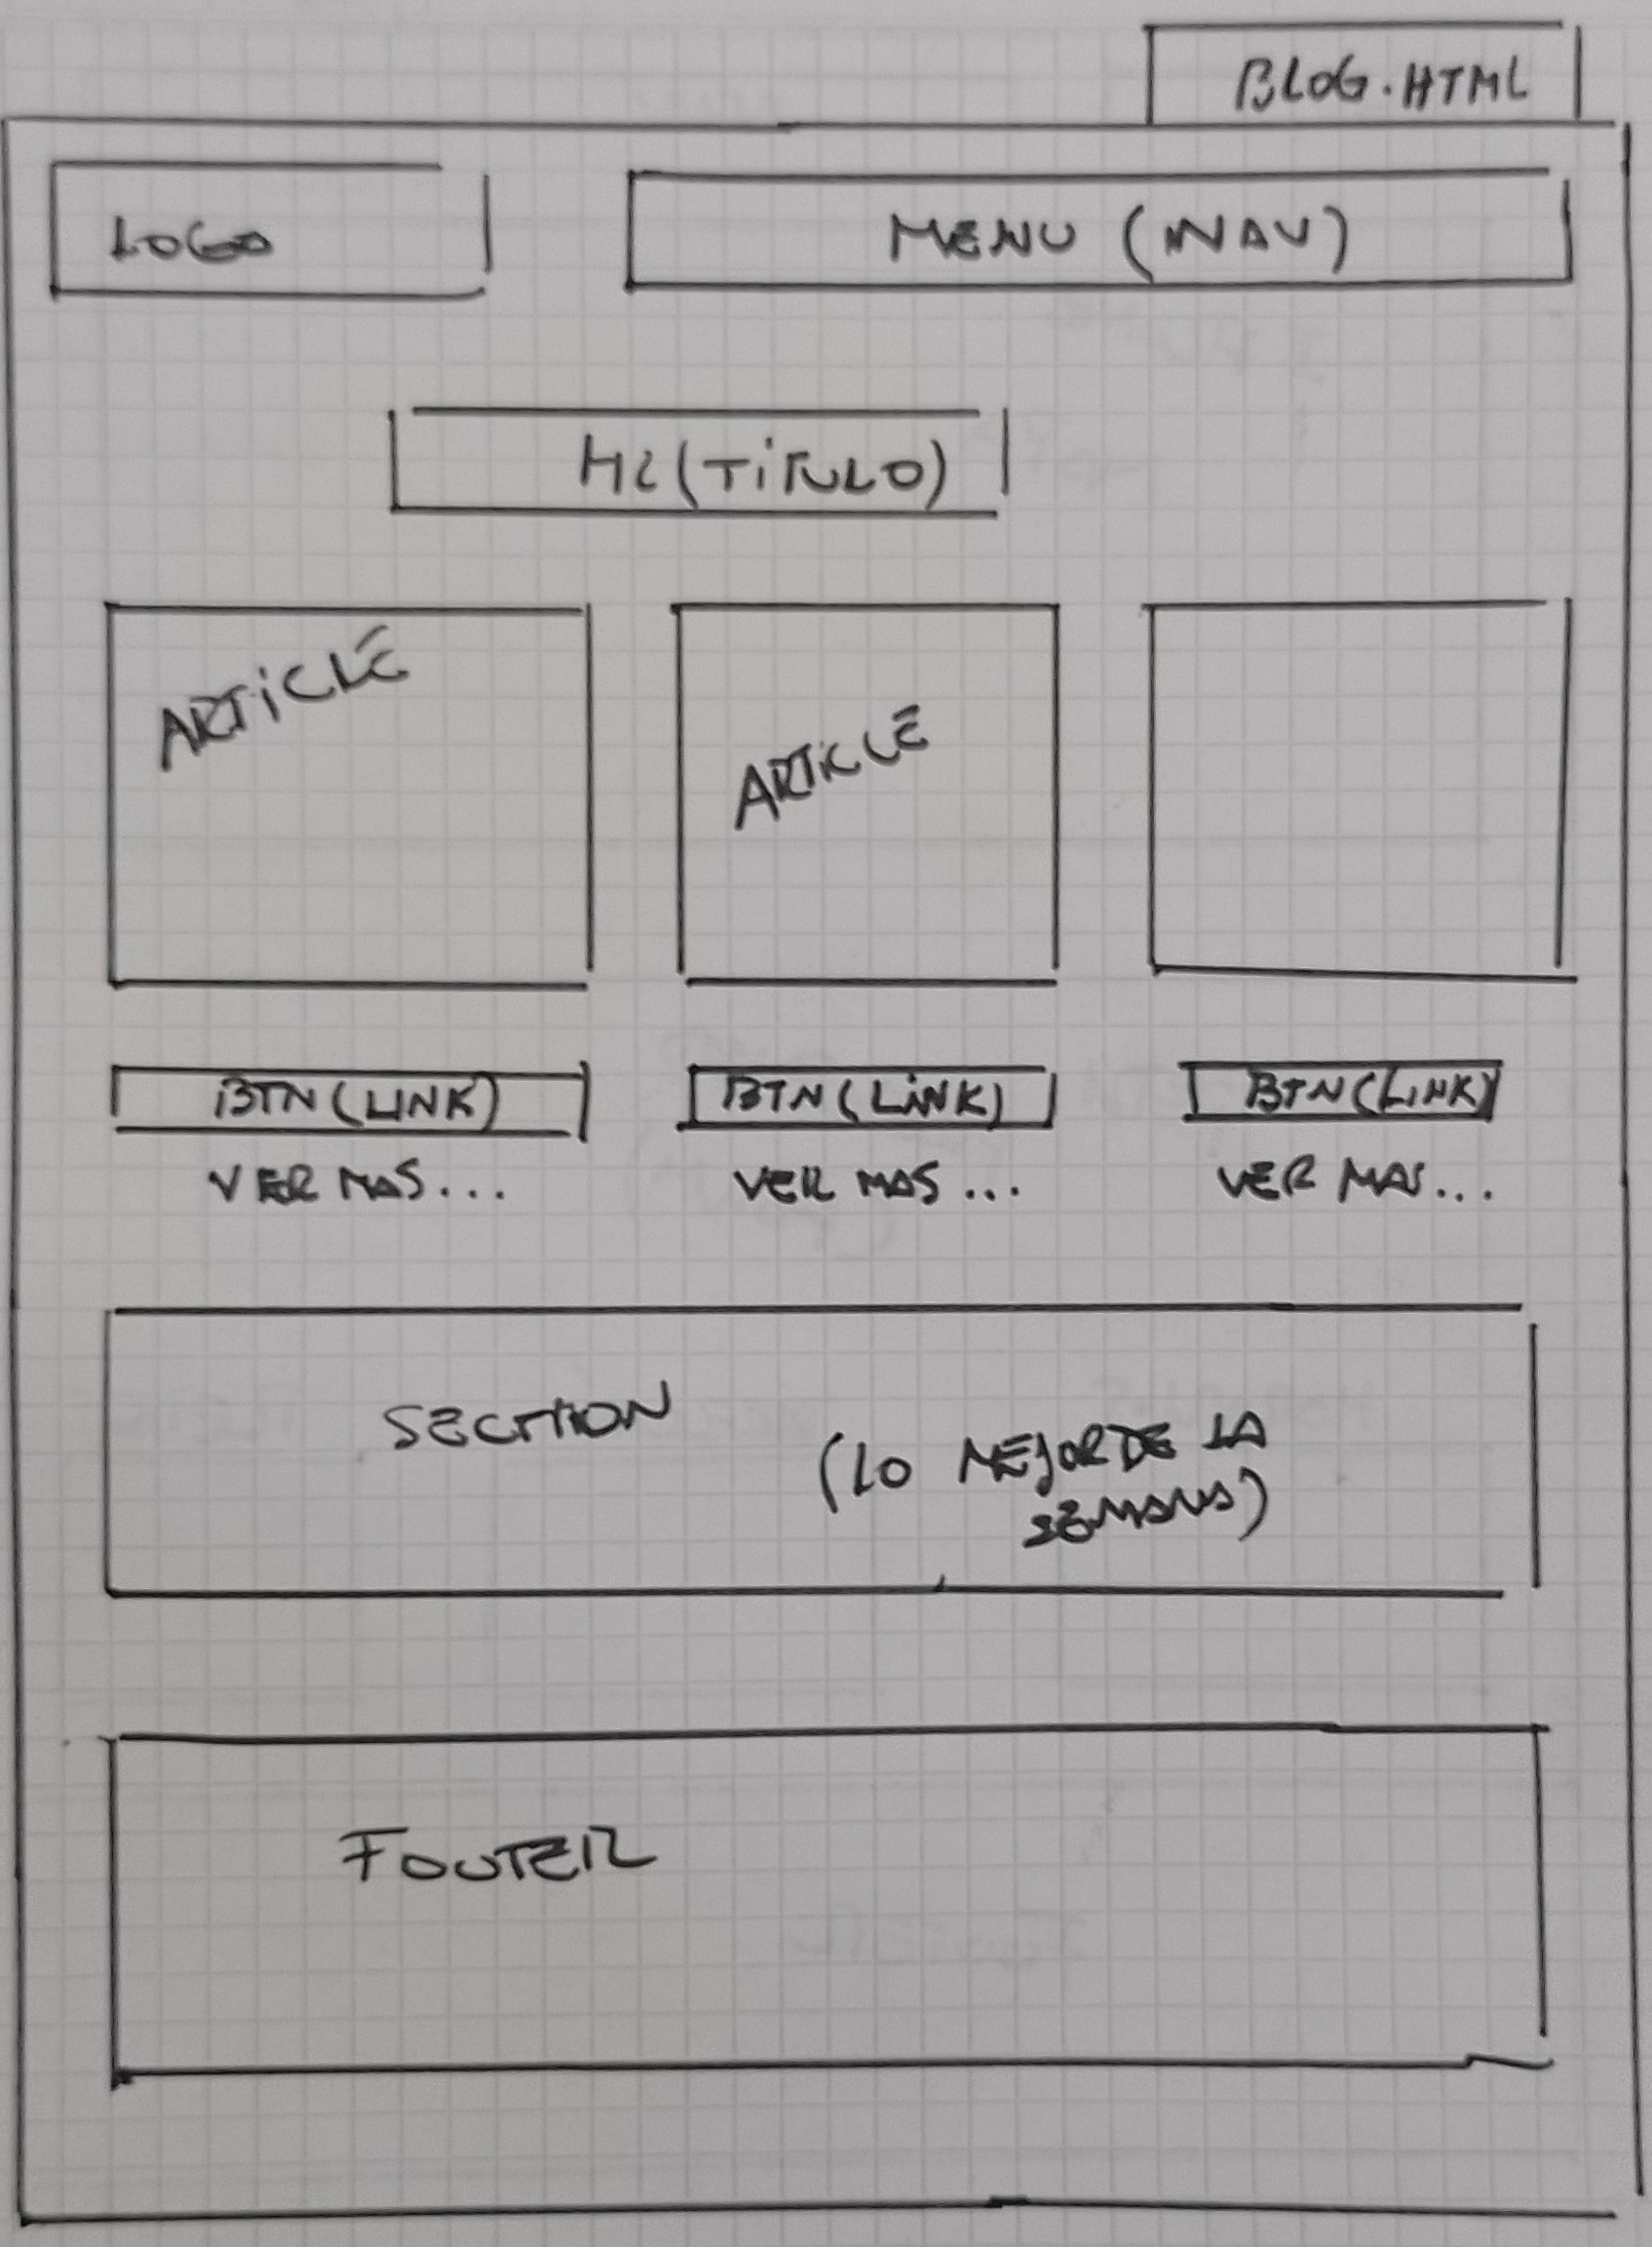 BLOG.HTML
LOGO
MENU (NAV)
H1 (TiTULO)
ARTiCLE
ARTiCLE
BTN (LINK)
BTN (LiNK)
BTN (LiNK)
VER MAS...
VER MAS...
VER MAS...
SECTION
(LO MEJOR DE LA
SEMANA)
FOOTER